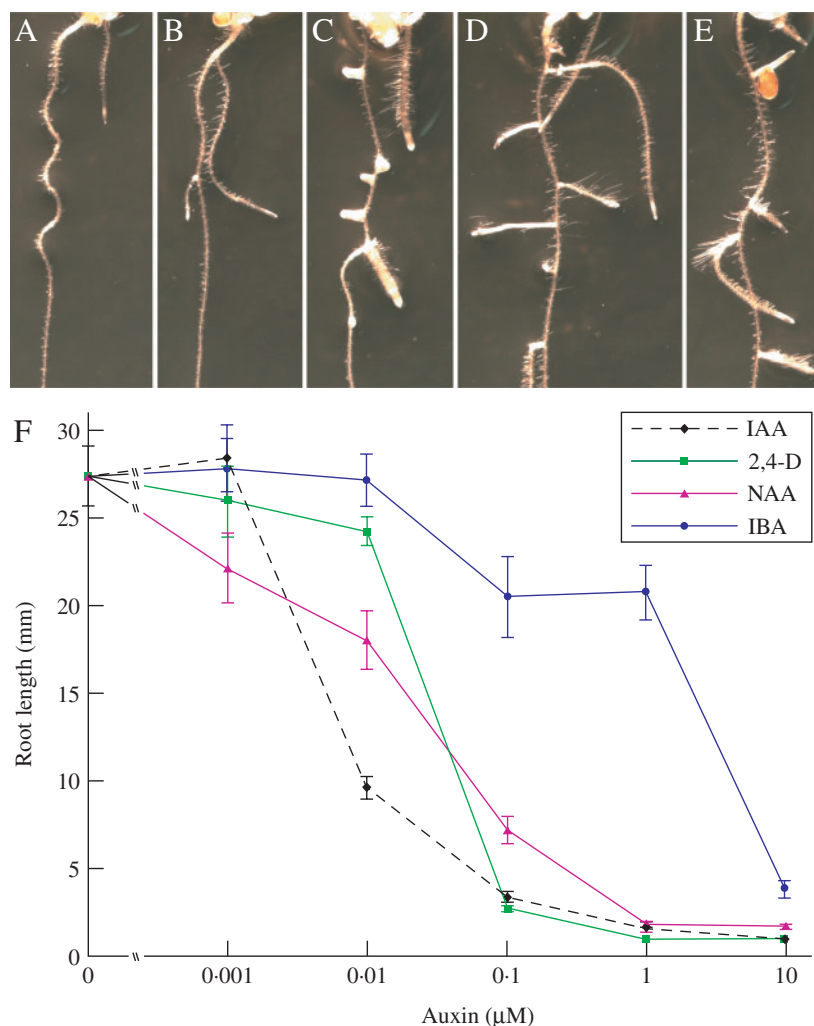 A B C D E
F
IAA
2,4-D
NAA
IBA
Root length (mm)
30
25
20
15
10
5
0
0 0·001 0·01 0·1 1 10
Auxin (μM)